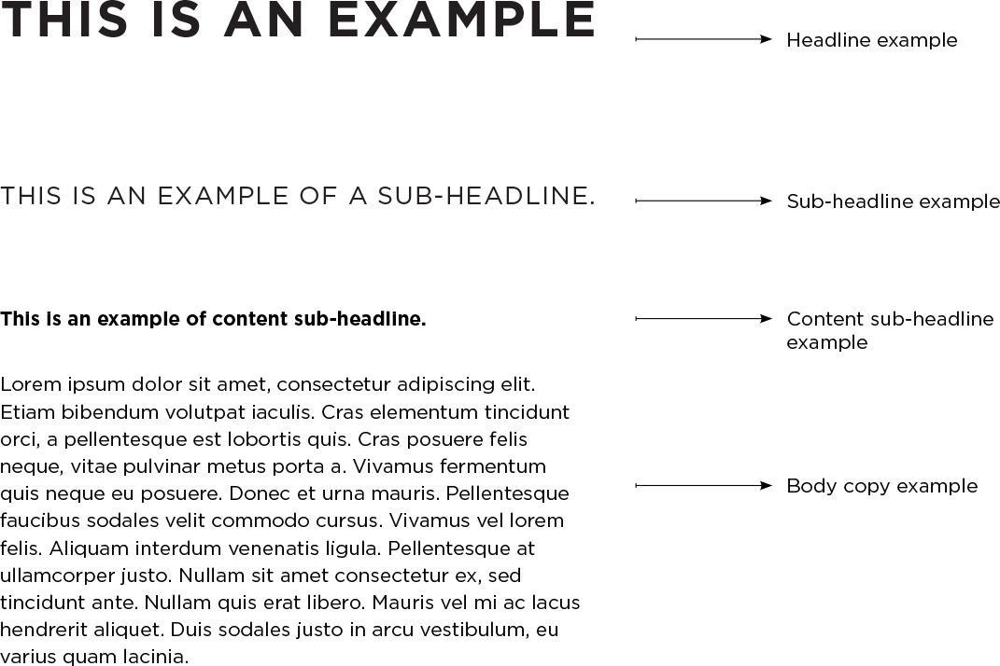 THIS IS AN EXAMPLE
Headline example
THIS IS AN EXAMPLE OF A SUB-HEADLINE.
Sub-headline example
This is an example of content sub-headline.
Content sub-headline
example
Lorem ipsum dolor sit amet, consectetur adipiscing elit.
Etiam bibendum volutpat iaculis. Cras elementum tincidunt
orci, a pellentesque est lobortis quis. Cras posuere felis
neque, vitae pulvinar metus porta a. Vivamus fermentum
quis neque eu posuere. Donec et urna mauris. Pellentesque
faucibus sodales velit commodo cursus. Vivamus vel lorem
felis. Aliquam interdum venenatis ligula. Pellentesque at
ullamcorper justo. Nullam sit amet consectetur ex, sed
tincidunt ante. Nullam quis erat libero. Mauris vel mi ac lacus
hendrerit aliquet. Duis sodales justo in arcu vestibulum, eu
varius quam lacinia.
Body copy example